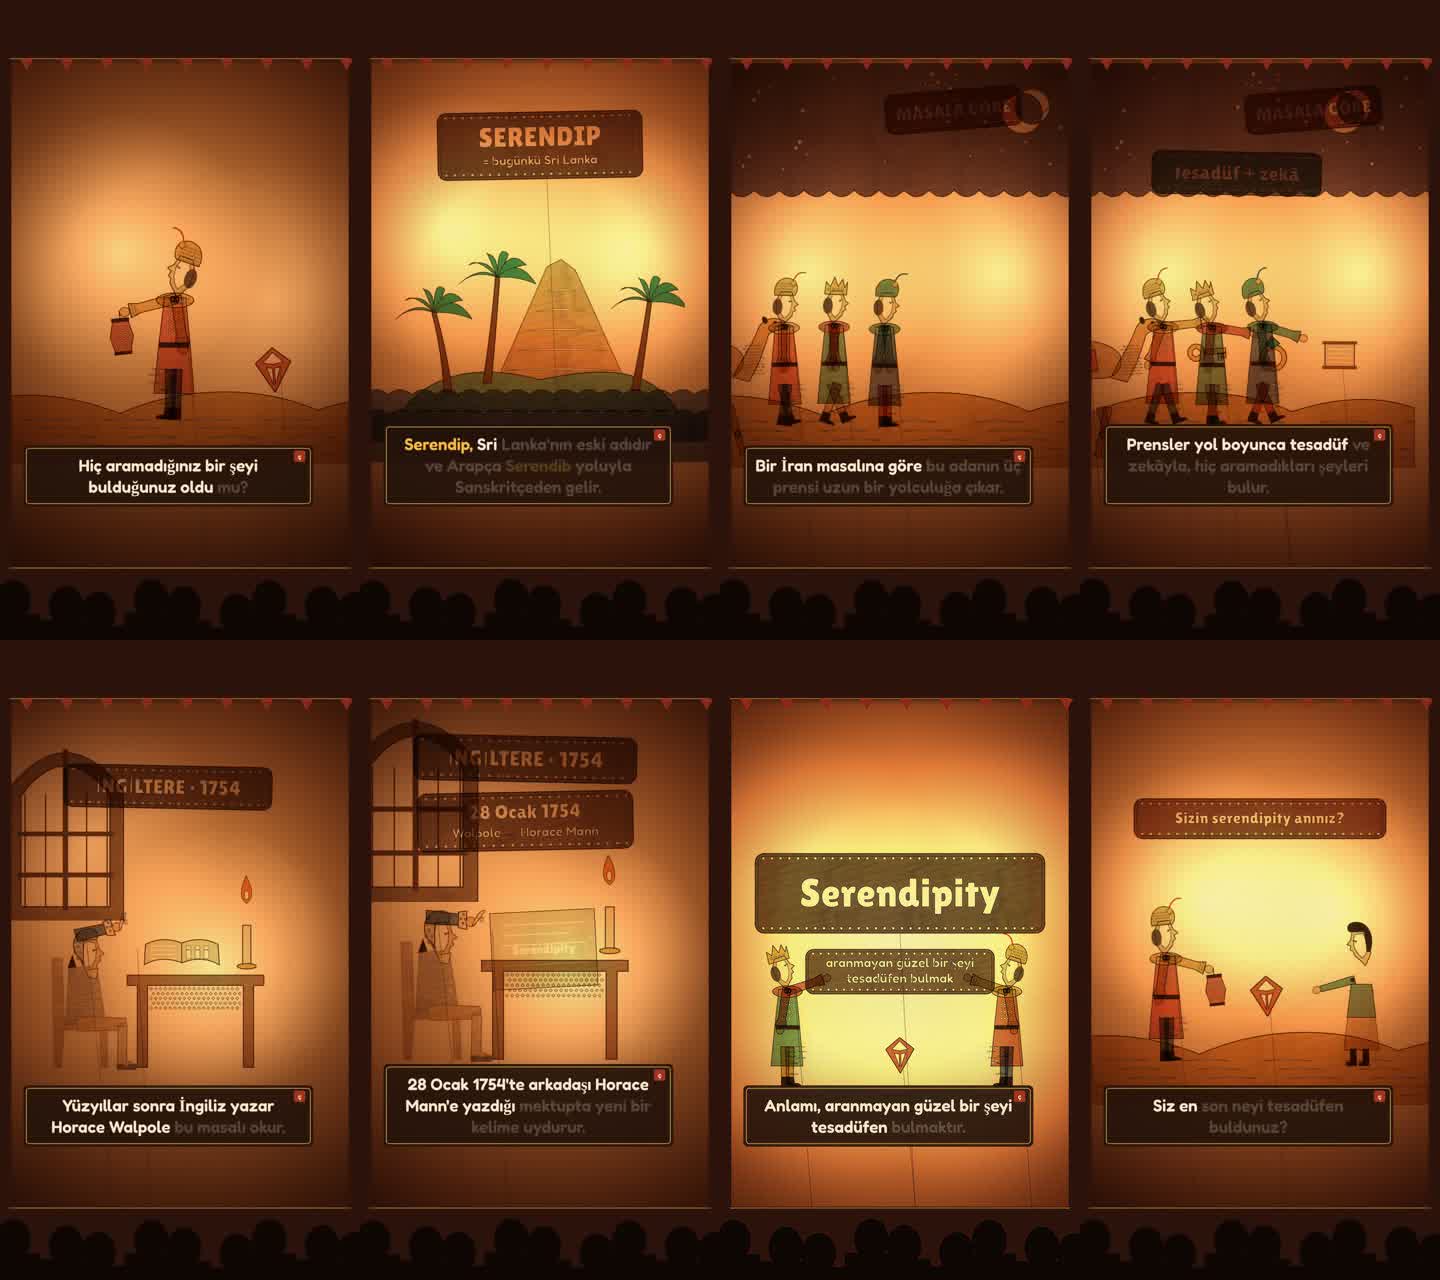 SERENDIP
= bugünkü Sri Lanka
MASALA GÖRE
MASALA GÖRE
Tesadüf + zekâ
Hiç aramadığınız bir şeyi
bulduğunuz oldu mu?
ç
Serendip, Sri Lanka'nın eski adıdır
ve Arapça Serendib yoluyla
Sanskritçeden gelir.
ç
Bir İran masalına göre bu adanın üç
prensi uzun bir yolculuğa çıkar.
ç
Prensler yol boyunca tesadüf ve
zekâyla, hiç aramadıkları şeyleri
bulur.
ç
İNGİLTERE · 1754
Yüzyıllar sonra İngiliz yazar
Horace Walpole bu masalı okur.
ç
İNGİLTERE · 1754
28 Ocak 1754
Walpole → Horace Mann
Serendipity
28 Ocak 1754'te arkadaşı Horace
Mann'e yazdığı mektupta yeni bir
kelime uydurur.
ç
Serendipity
aranmayan güzel bir şeyi
tesadüfen bulmak
Anlamı, aranmayan güzel bir şeyi
tesadüfen bulmaktır.
ç
Sizin serendipity anınız?
Siz en son neyi tesadüfen
buldunuz?
ç